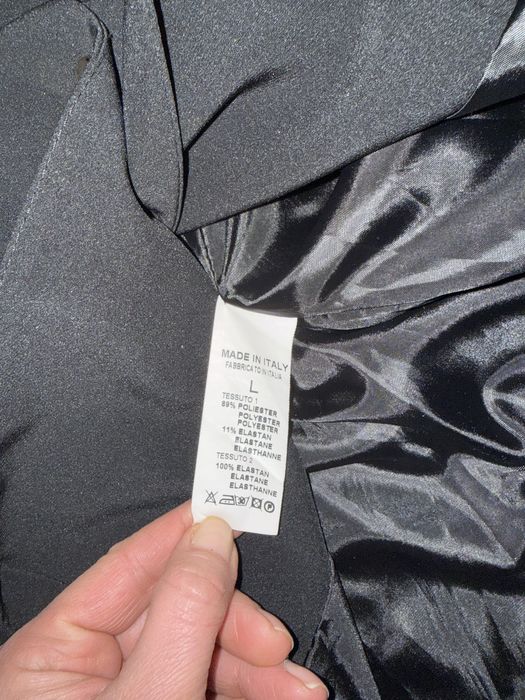 MADE IN ITALY
FABBRICATO IN ITALIA
L
TESSUTO 1
89% POLIESTER
POLYESTER
POLYESTER
11% ELASTAN
ELASTANE
ELASTHANNE
TESSUTO 2
100% ELASTAN
ELASTANE
ELASTHANNE